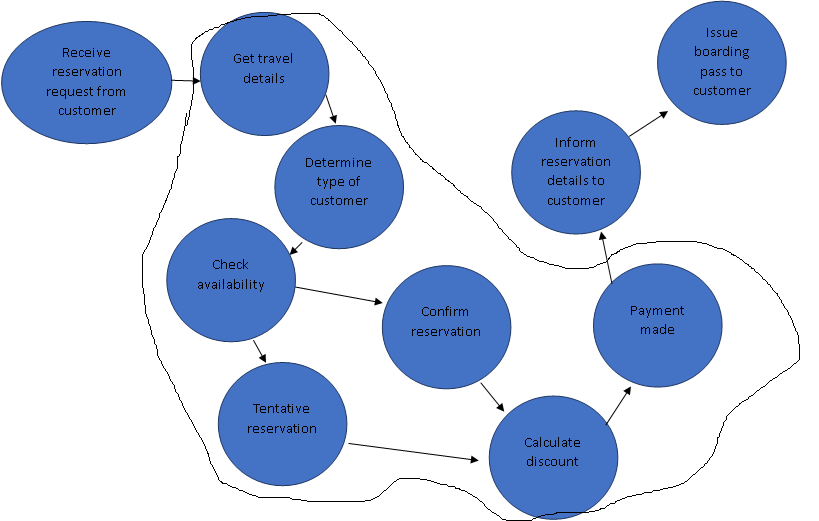 Receive
reservation
request from
customer
Get travel
details
Determine
type of
customer
Check
availability
Tentative
reservation
Confirm
reservation
Calculate
discount
Payment
made
Inform
reservation
details to
customer
Issue
boarding
pass to
customer